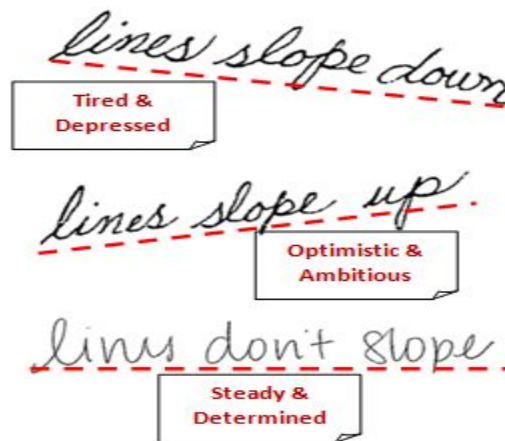 lines slope down
Tired &
Depressed
lines slope up
Optimistic &
Ambitious
lines don't slope
Steady &
Determined